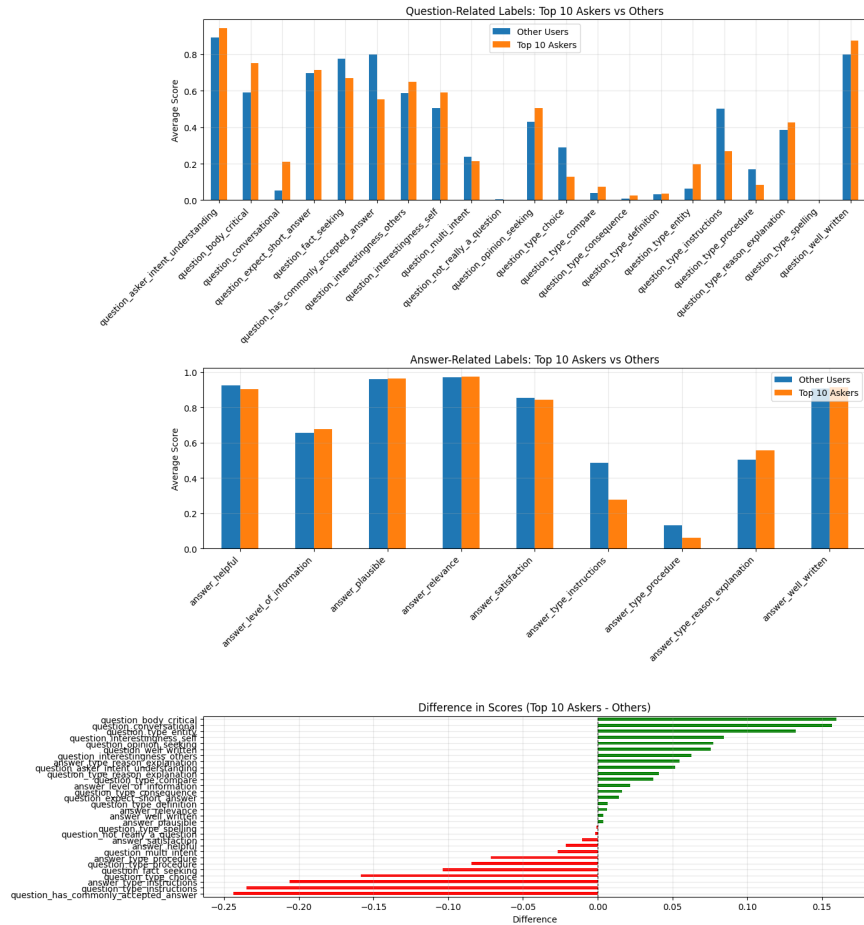 Question-Related Labels: Top 10 Askers vs Others
Other Users
Top 10 Askers
Average Score
0.8
0.6
0.4
0.2
0.0
question_asker_intent_understanding
question_body_critical
question_conversational
question_expect_short_answer
question_fact_seeking
question_has_commonly_accepted_answer
question_interestingness_others
question_interestingness_self
question_multi_intent
question_not_really_a_question
question_opinion_seeking
question_type_choice
question_type_compare
question_type_consequence
question_type_definition
question_type_entity
question_type_instructions
question_type_procedure
question_type_reason_explanation
question_type_spelling
question_well_written
Answer-Related Labels: Top 10 Askers vs Others
Other Users
Top 10 Askers
Average Score
1.0
0.8
0.6
0.4
0.2
0.0
answer_helpful
answer_level_of_information
answer_plausible
answer_relevance
answer_satisfaction
answer_type_instructions
answer_type_procedure
answer_type_reason_explanation
answer_well_written
Difference in Scores (Top 10 Askers - Others)
question_body_critical
question_conversational
question_type_entity
question_interestingness_self
question_opinion_seeking
question_well_written
question_interestingness_others
answer_type_reason_explanation
question_asker_intent_understanding
question_type_reason_explanation
question_type_compare
answer_level_of_information
question_type_consequence
question_expect_short_answer
question_type_definition
answer_relevance
answer_well_written
answer_plausible
question_type_spelling
question_not_really_a_question
answer_satisfaction
answer_helpful
question_multi_intent
answer_type_procedure
question_type_procedure
question_fact_seeking
question_type_choice
answer_type_instructions
question_type_instructions
question_has_commonly_accepted_answer
−0.25 −0.20 −0.15 −0.10 −0.05 0.00 0.05 0.10 0.15
Difference